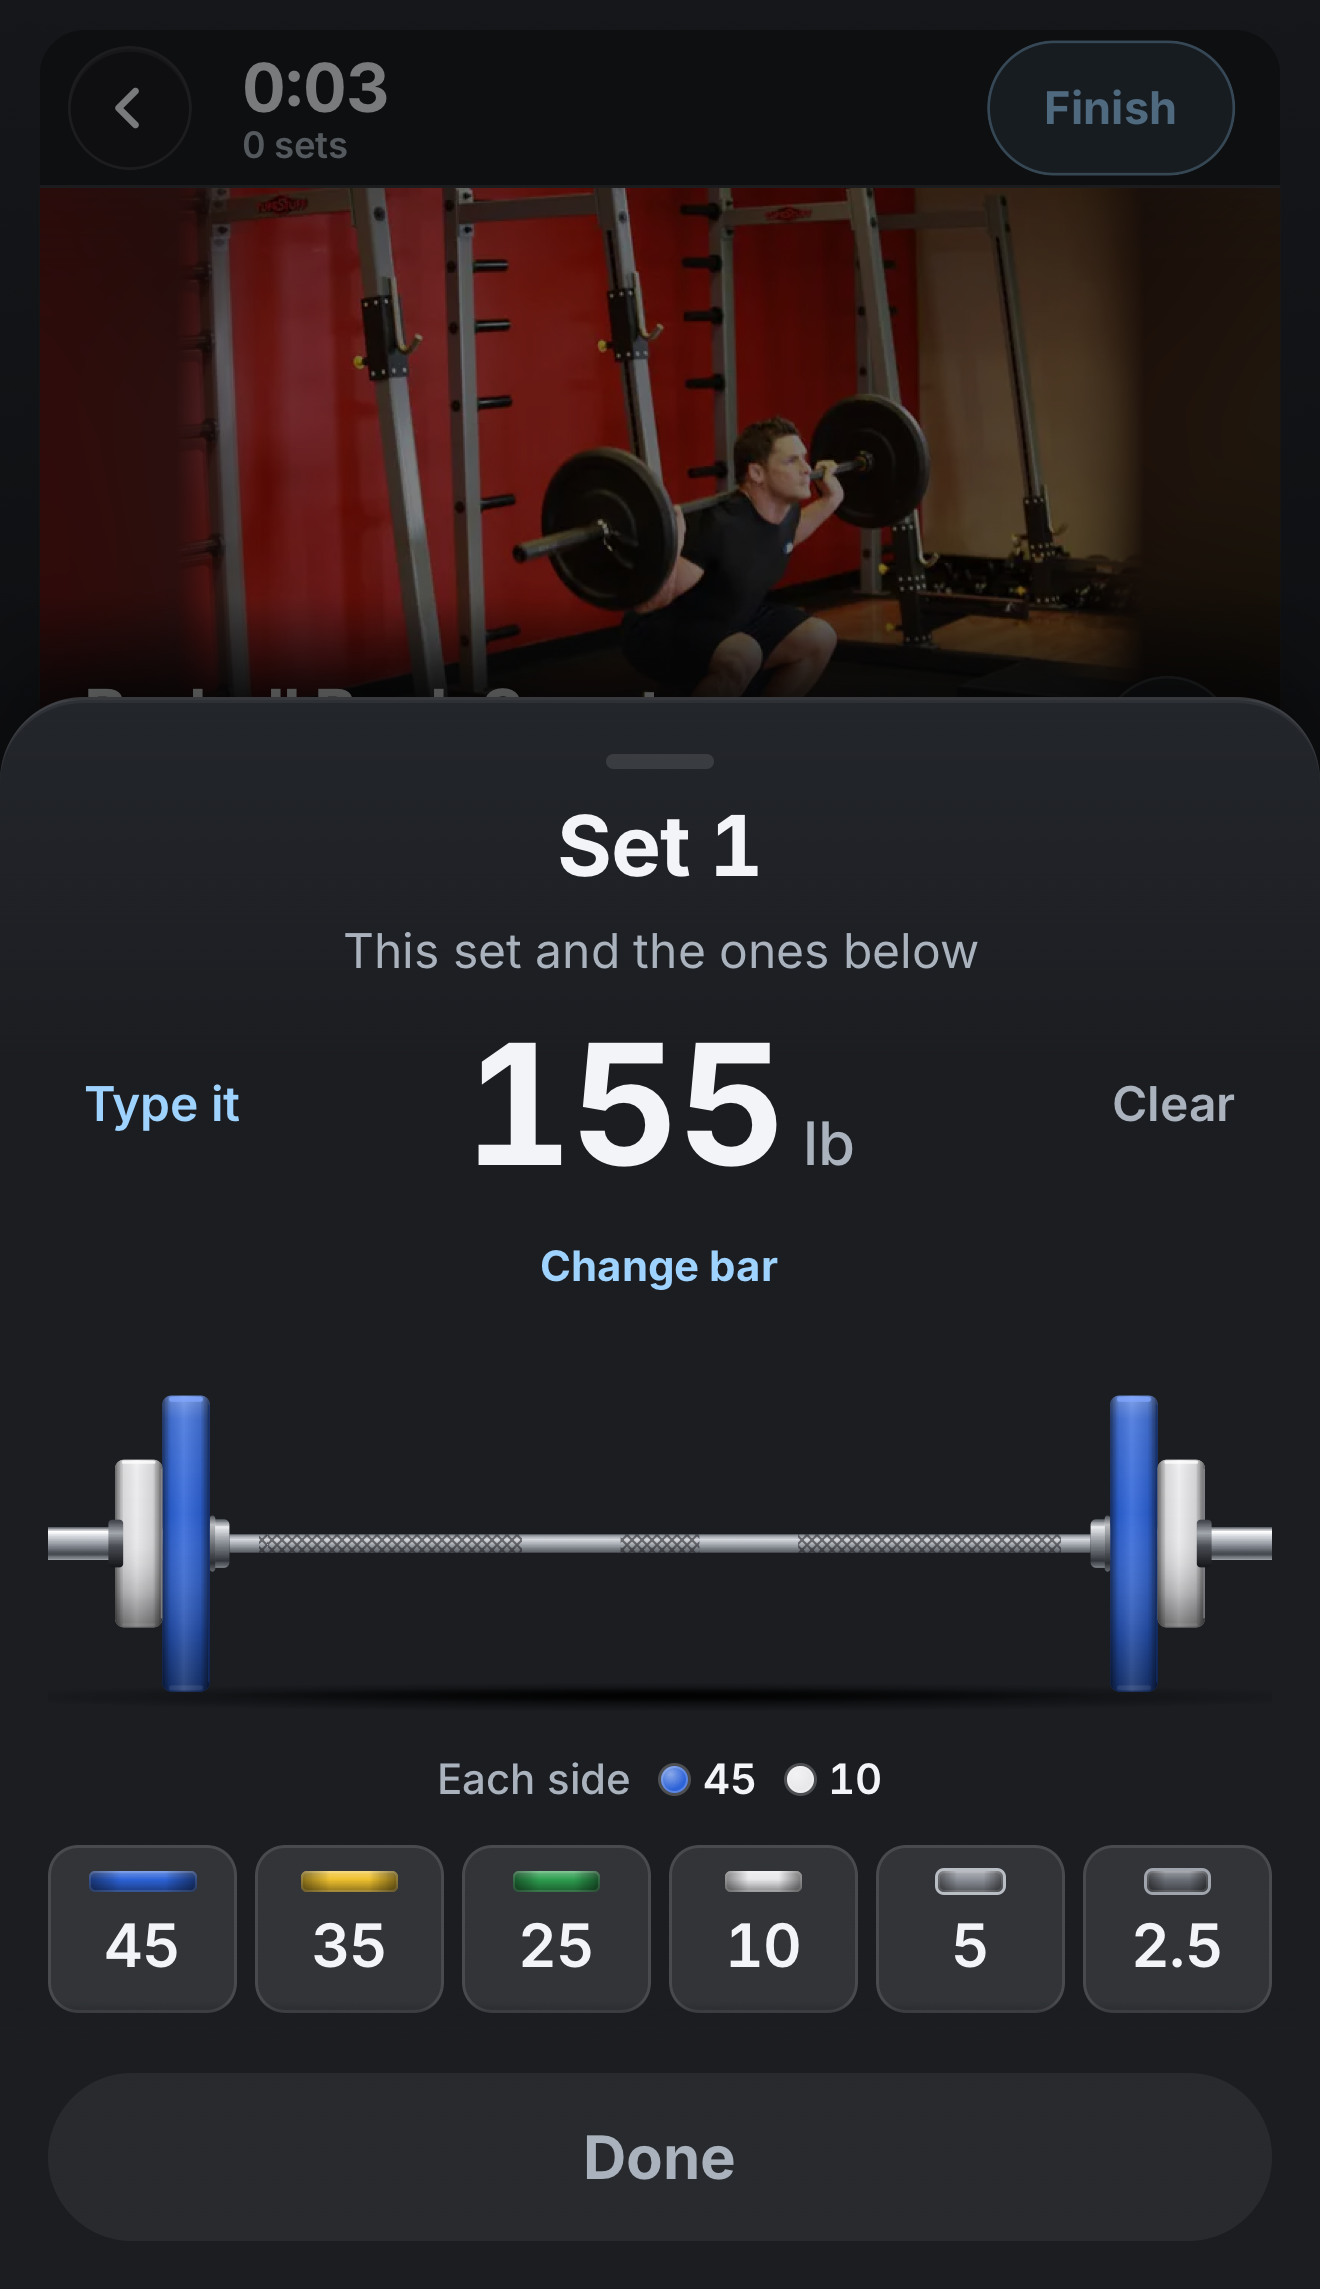 0:03
0 sets
Finish
Set 1
This set and the ones below
Type it
155 lb
Clear
Change bar
Each side 45 10
45 35 25 10 5 2.5
Done